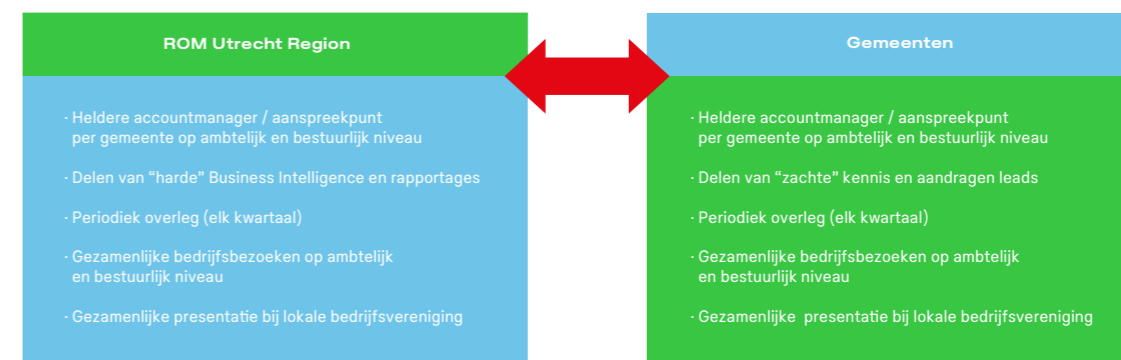 ROM Utrecht Region
· Heldere accountmanager / aanspreekpunt
per gemeente op ambtelijk en bestuurlijk niveau
· Delen van “harde” Business Intelligence en rapportages
· Periodiek overleg (elk kwartaal)
· Gezamenlijke bedrijfsbezoeken op ambtelijk
en bestuurlijk niveau
· Gezamenlijke presentatie bij lokale bedrijfsvereniging
Gemeenten
· Heldere accountmanager / aanspreekpunt
per gemeente op ambtelijk en bestuurlijk niveau
· Delen van “zachte” kennis en aandragen leads
· Periodiek overleg (elk kwartaal)
· Gezamenlijke bedrijfsbezoeken op ambtelijk
en bestuurlijk niveau
· Gezamenlijke presentatie bij lokale bedrijfsvereniging